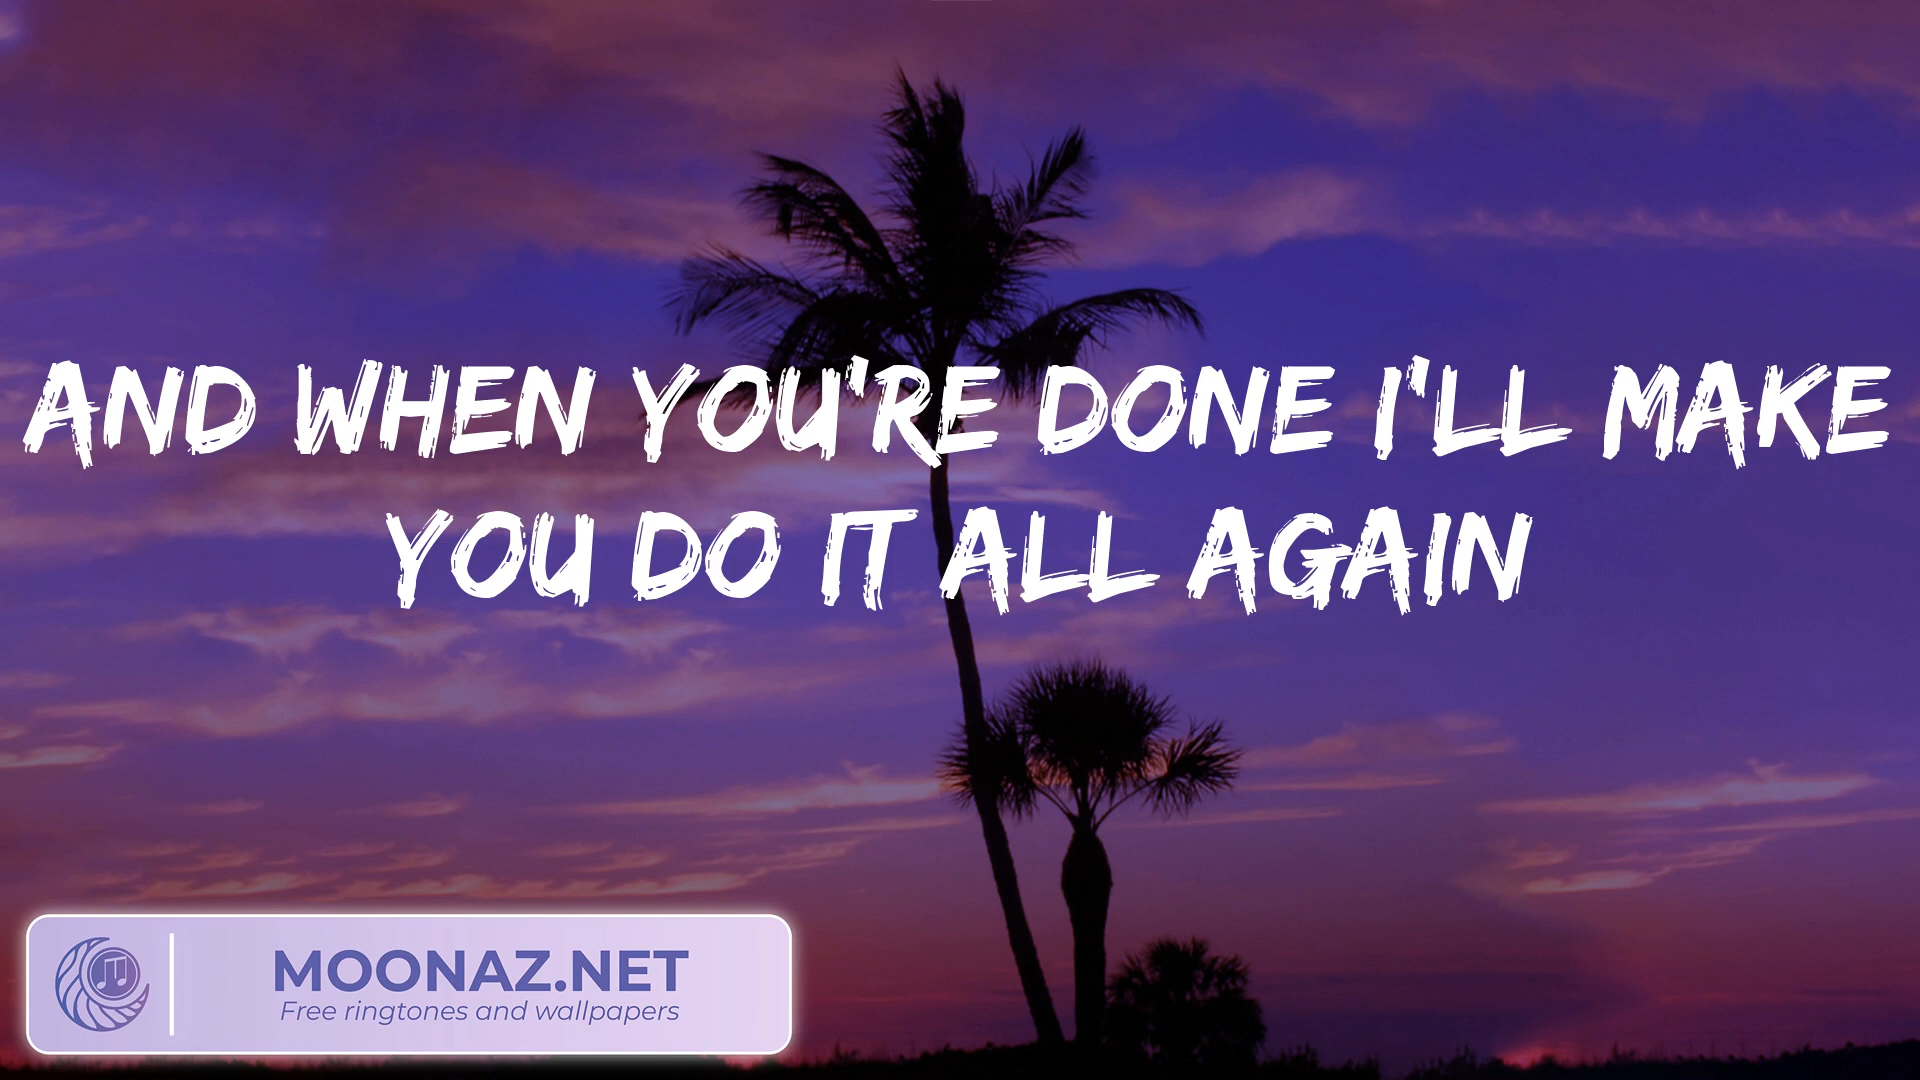 AND WHEN YOU'RE DONE I'LL MAKE
YOU DO IT ALL AGAIN
MOONAZ.NET
Free ringtones and wallpapers